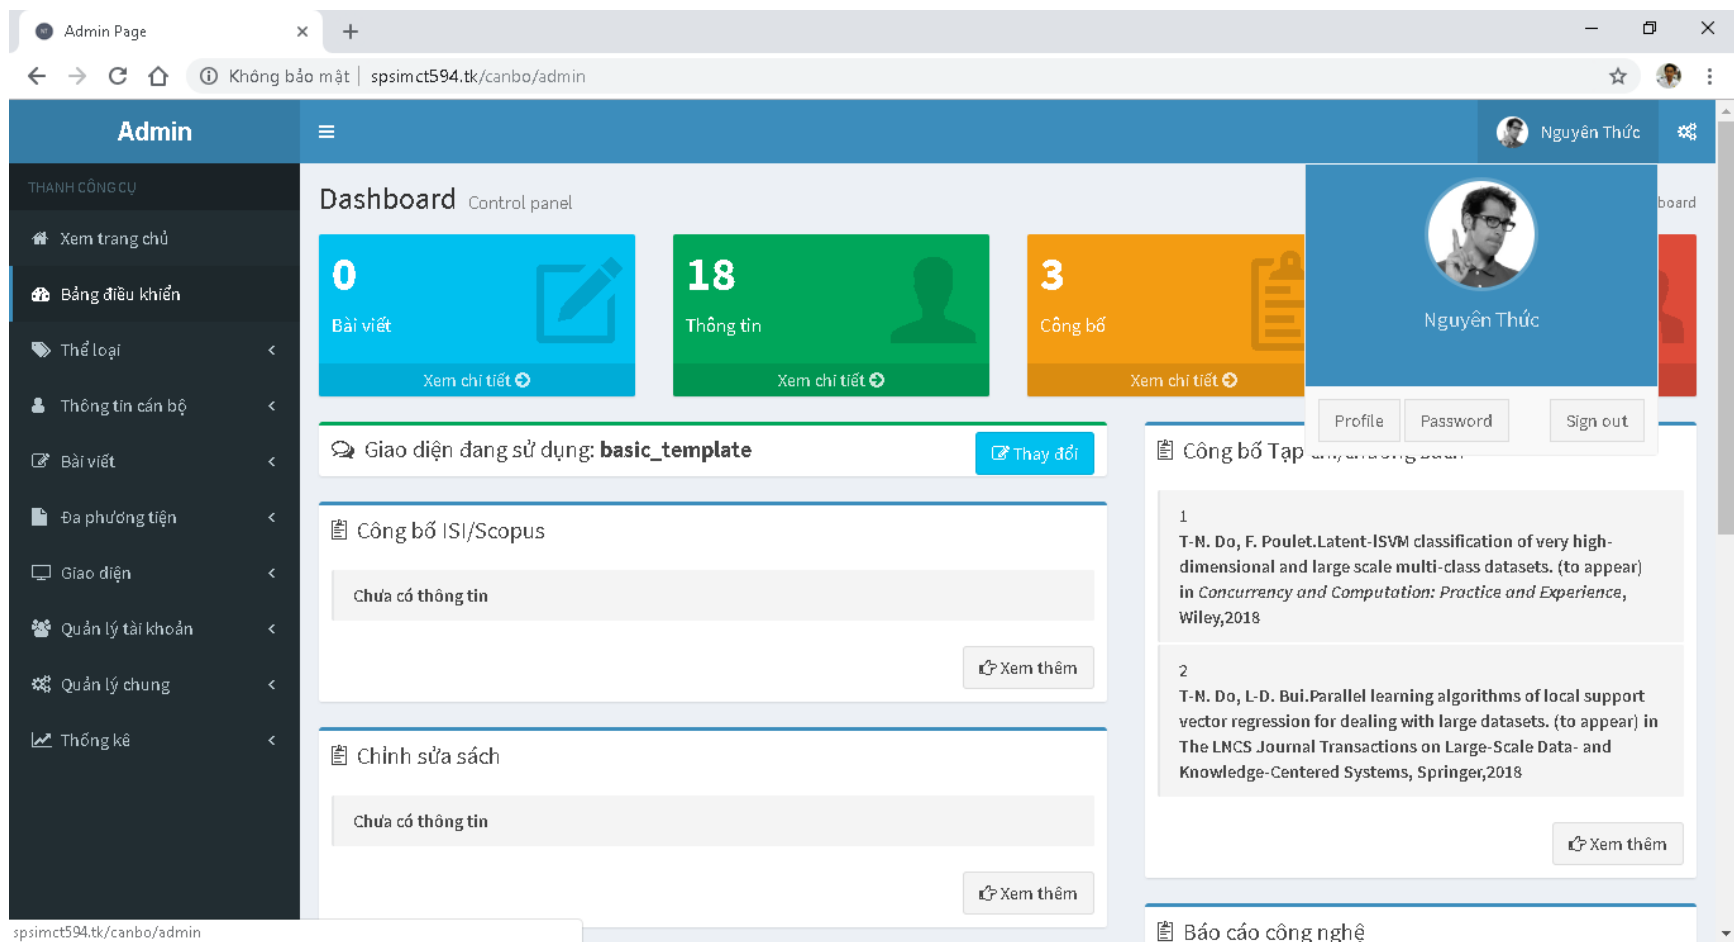 Admin Page
Không bảo mật | spsimct594.tk/canbo/admin
Admin
Nguyên Thức
THANH CÔNG CỤ
Xem trang chủ
Bảng điều khiển
Thể loại
Thông tin cán bộ
Bài viết
Đa phương tiện
Giao diện
Quản lý tài khoản
Quản lý chung
Thống kê
Dashboard Control panel
board
0
Bài viết
Xem chi tiết
18
Thông tin
Xem chi tiết
3
Công bố
Xem chi tiết
Nguyên Thức
Profile
Password
Sign out
Giao diện đang sử dụng: basic_template
Thay đổi
Công bố ISI/Scopus
Chưa có thông tin
Xem thêm
Chỉnh sửa sách
Chưa có thông tin
Xem thêm
Công bố Tạp
1
T-N. Do, F. Poulet.Latent-lSVM classification of very high-
dimensional and large scale multi-class datasets. (to appear)
in Concurrency and Computation: Practice and Experience,
Wiley,2018
2
T-N. Do, L-D. Bui.Parallel learning algorithms of local support
vector regression for dealing with large datasets. (to appear) in
The LNCS Journal Transactions on Large-Scale Data- and
Knowledge-Centered Systems, Springer,2018
Xem thêm
Báo cáo công nghệ
spsimct594.tk/canbo/admin